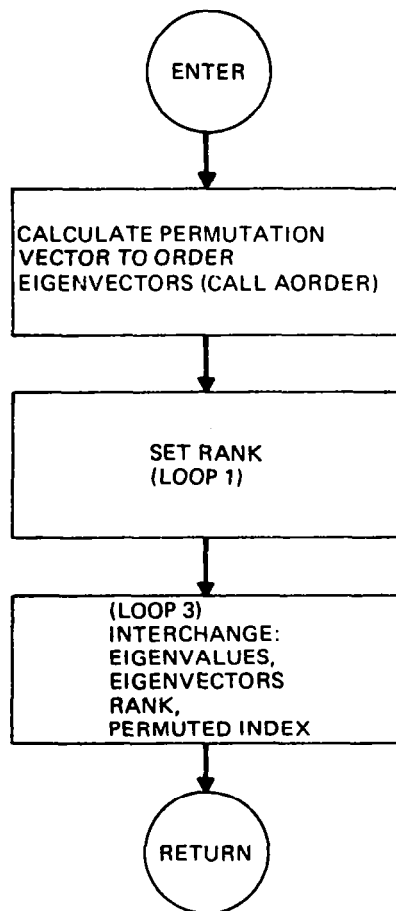 ENTER
CALCULATE PERMUTATION
VECTOR TO ORDER
EIGENVECTORS (CALL AORDER)
SET RANK
(LOOP 1)
(LOOP 3)
INTERCHANGE:
EIGENVALUES,
EIGENVECTORS
RANK,
PERMUTED INDEX
RETURN